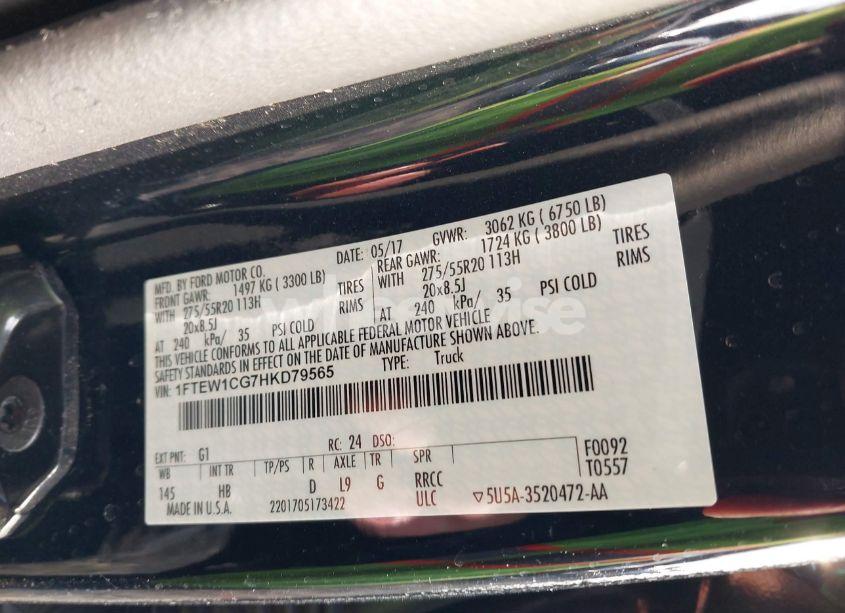 MFD. BY FORD MOTOR CO.
DATE: 05/17
GVWR: 3062 KG ( 6750 LB)
FRONT GAWR: 1497 KG ( 3300 LB)
REAR GAWR: 1724 KG ( 3800 LB)
WITH 275/55R20 113H TIRES
WITH 275/55R20 113H TIRES
20x8.5J RIMS
20x8.5J RIMS
AT 240 kPa/ 35 PSI COLD
AT 240 kPa/ 35 PSI COLD
THIS VEHICLE CONFORMS TO ALL APPLICABLE FEDERAL MOTOR VEHICLE
SAFETY STANDARDS IN EFFECT ON THE DATE OF MANUFACTURE SHOWN ABOVE.
VIN: 1FTEW1CG7HKD79565
TYPE: Truck
EXT PNT: G1
RC: 24 DSO:
F0092
T0557
WB INT TR TP/PS R AXLE TR SPR
145 HB D L9 G RRCC
MADE IN U.S.A. 2201705173422 ULC ▽5U5A-3520472-AA